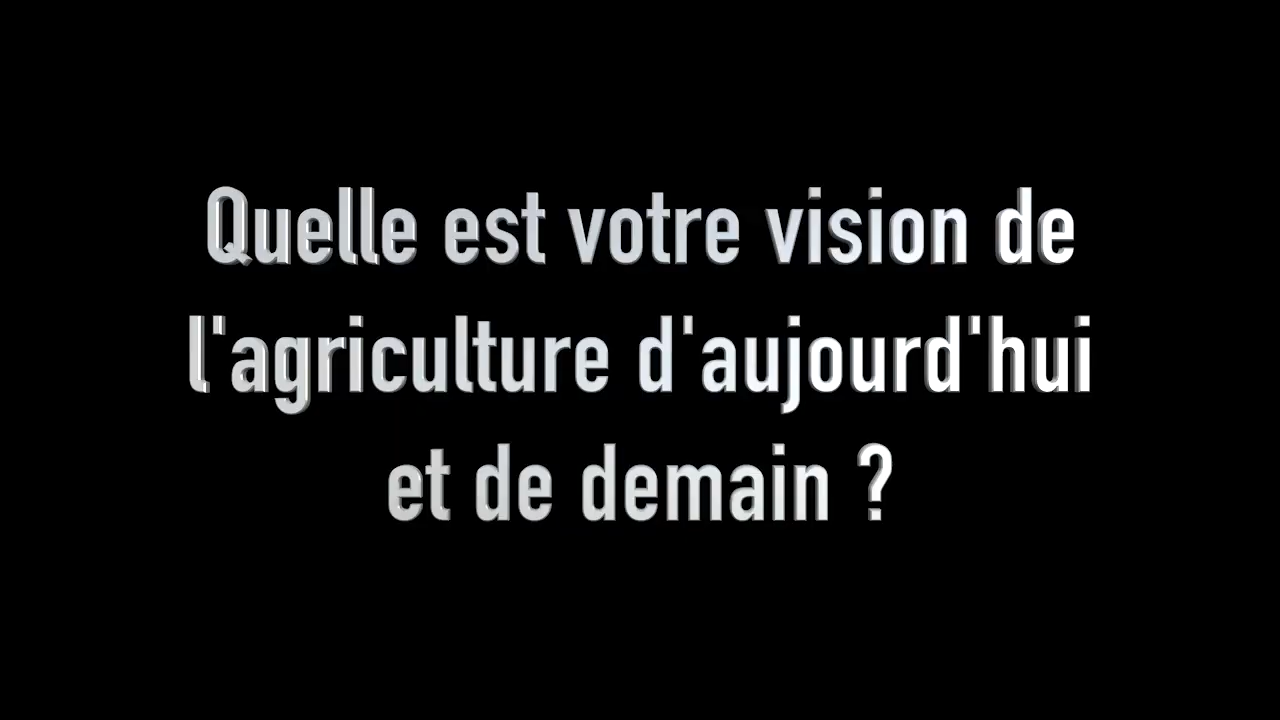 Quelle est votre vision de
l'agriculture d'aujourd'hui
et de demain ?